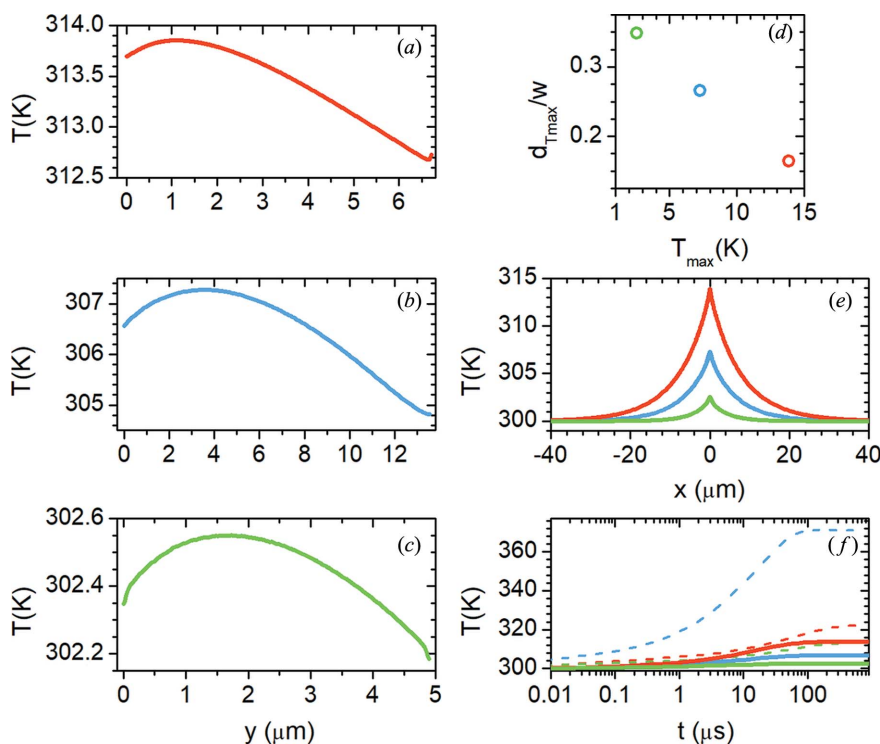 314.0
313.5
313.0
312.5
T(K)
(a)
0 1 2 3 4 5 6
307
306
305
T(K)
(b)
0 2 4 6 8 10 12
302.6
302.4
302.2
T(K)
(c)
0 1 2 3 4 5
y (μm)
0.3
0.2
d_Tmax/w
(d)
1 5 10 15
T_max(K)
315
310
305
300
T(K)
(e)
-40 -20 0 20 40
x (μm)
360
340
320
300
T(K)
(f)
0.01 0.1 1 10 100
t (μs)